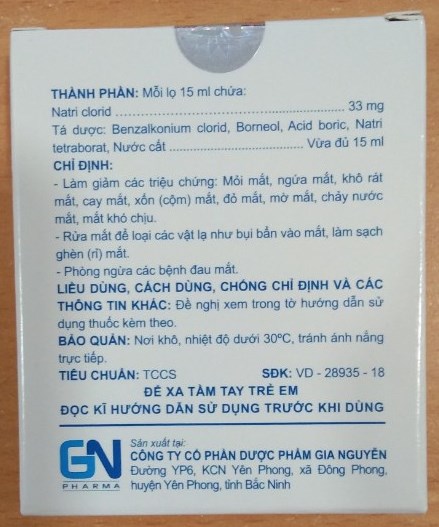 THÀNH PHẦN: Mỗi lọ 15 ml chứa:
Natri clorid ........................................................... 33 mg
Tá dược: Benzalkonium clorid, Borneol, Acid boric, Natri
tetraborat, Nước cất .................................. Vừa đủ 15 ml
CHỈ ĐỊNH:
- Làm giảm các triệu chứng: Mỏi mắt, ngứa mắt, khô rát
mắt, cay mắt, xốn (cộm) mắt, đỏ mắt, mờ mắt, chảy nước
mắt, mắt khó chịu.
- Rửa mắt để loại các vật lạ như bụi bẩn vào mắt, làm sạch
ghèn (rỉ) mắt.
- Phòng ngừa các bệnh đau mắt.
LIỀU DÙNG, CÁCH DÙNG, CHỐNG CHỈ ĐỊNH VÀ CÁC
THÔNG TIN KHÁC: Đề nghị xem trong tờ hướng dẫn sử
dụng thuốc kèm theo.
BẢO QUẢN: Nơi khô, nhiệt độ dưới 30ºC, tránh ánh nắng
trực tiếp.
TIÊU CHUẨN: TCCS SĐK: VD - 28935 - 18
ĐỂ XA TẦM TAY TRẺ EM
ĐỌC KĨ HƯỚNG DẪN SỬ DỤNG TRƯỚC KHI DÙNG
GN
PHARMA
Sản xuất tại:
CÔNG TY CỔ PHẦN DƯỢC PHẨM GIA NGUYÊN
Đường YP6, KCN Yên Phong, xã Đông Phong,
huyện Yên Phong, tỉnh Bắc Ninh